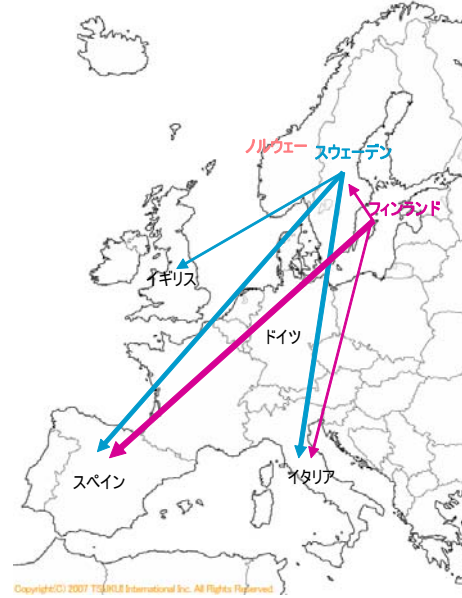 ノルウェー
スウェーデン
フィンランド
イギリス
ドイツ
スペイン
イタリア
Copyright(C) 2007 TSUKUI International Inc. All Rights Reserved.